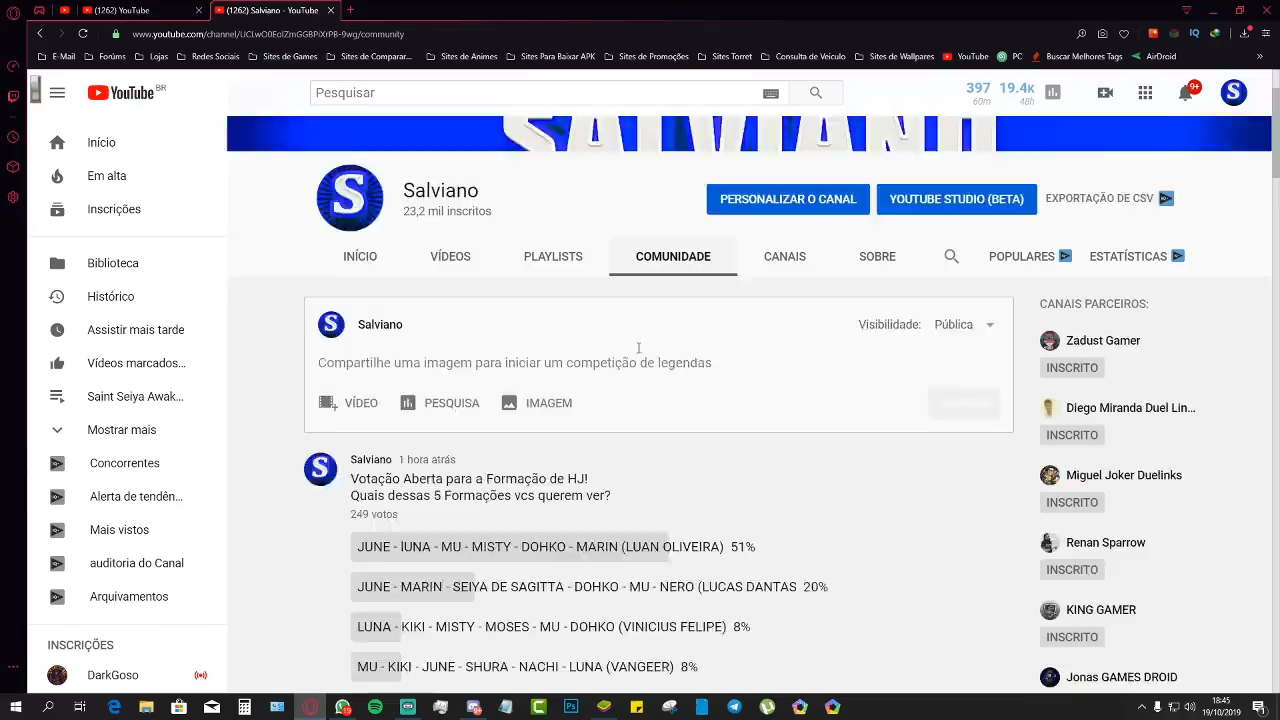 (1262) YouTube
(1262) Salviano - YouTube
www.youtube.com/channel/UCLwO0EolZmGGBPiXrPB-9wg/community
E-Mail
Forums
Lojas
Redes Sociais
Sites de Comparar...
Sites de Animes
Sites Para Baixar APK
Sites de Promoções
Sites Torret
Consulta de Veiculo
Sites de Wallpares
YouTube
PC
Buscar Melhores Tags
AirDroid
YouTube BR
Pesquisar
397 60m
19.4K 48h
9+
S
SALVIANO
Início
Em alta
Inscrições
Biblioteca
Histórico
Assistir mais tarde
Vídeos marcados...
Saint Seiya Awak...
Mostrar mais
Concorrentes
Alerta de tendên...
Mais vistos
auditoria do Canal
Arquivamentos
INSCRIÇÕES
DarkGoso
S
Salviano
23,2 mil inscritos
PERSONALIZAR O CANAL
YOUTUBE STUDIO (BETA)
EXPORTAÇÃO DE CSV
INÍCIO
VÍDEOS
PLAYLISTS
COMUNIDADE
CANAIS
SOBRE
POPULARES
ESTATÍSTICAS
S
Salviano
Visibilidade: Pública
Compartilhe uma imagem para iniciar um competição de legendas
VÍDEO
PESQUISA
IMAGEM
S
Salviano 1 hora atrás
Votação Aberta para a Formação de HJ!
Quais dessas 5 Formações vcs querem ver?
249 votos
JUNE - lUNA - MU - MISTY - DOHKO - MARIN (LUAN OLIVEIRA) 51%
JUNE - MARIN - SEIYA DE SAGITTA - DOHKO - MU - NERO (LUCAS DANTAS 20%
LUNA - KIKI - MISTY - MOSES - MU - DOHKO (VINICIUS FELIPE) 8%
MU - KIKI - JUNE - SHURA - NACHI - LUNA (VANGEER) 8%
CANAIS PARCEIROS:
Zadust Gamer
INSCRITO
Diego Miranda Duel Lin...
INSCRITO
Miguel Joker Duelinks
INSCRITO
Renan Sparrow
INSCRITO
KING GAMER
INSCRITO
Jonas GAMES DROID
19
18:45
19/10/2019